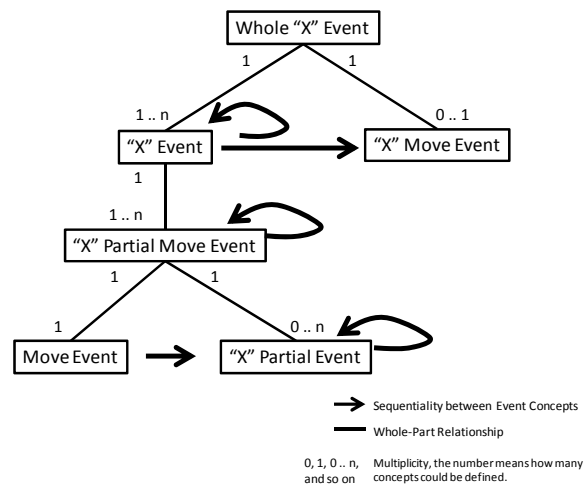 Whole “X” Event
1
1
1 .. n
0 .. 1
“X” Event
“X” Move Event
1
1 .. n
“X” Partial Move Event
1
1
1
0 .. n
Move Event
“X” Partial Event
Sequentiality between Event Concepts
Whole-Part Relationship
0, 1, 0 .. n, Multiplicity, the number means how many
and so on concepts could be defined.